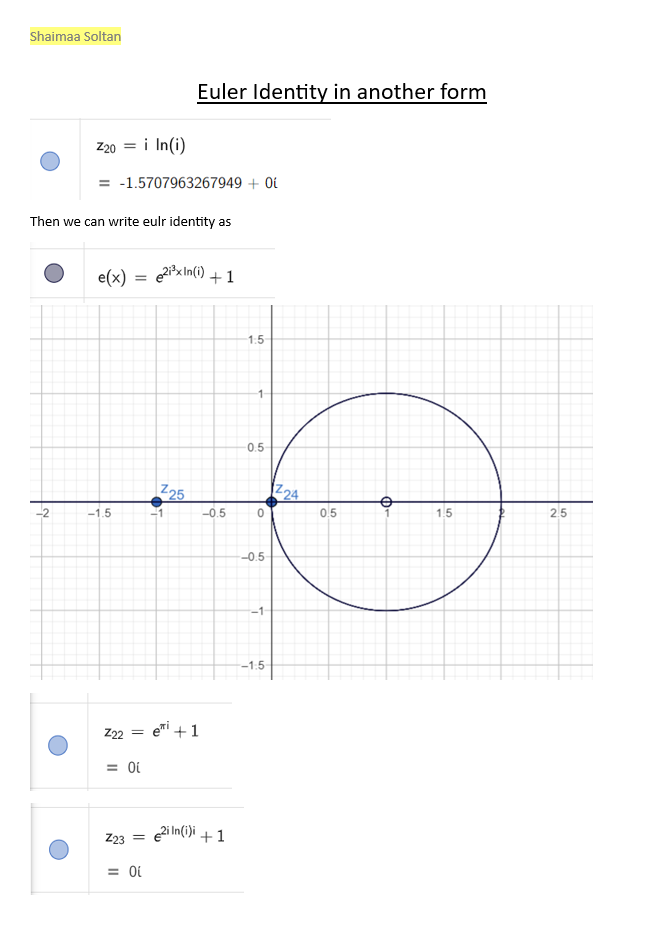 Shaimaa Soltan
Euler Identity in another form
z₂₀ = i ln(i)
= -1.5707963267949 + 0i
Then we can write eulr identity as
e(x) = e^(2i³x ln(i)) + 1
1.5
1
0.5
z₂₅ z₂₄
-2 -1.5 -1 -0.5 0 0.5 1 1.5 2 2.5
-0.5
-1
-1.5
z₂₂ = e^(πi) + 1
= 0i
z₂₃ = e^(2i ln(i)i) + 1
= 0i